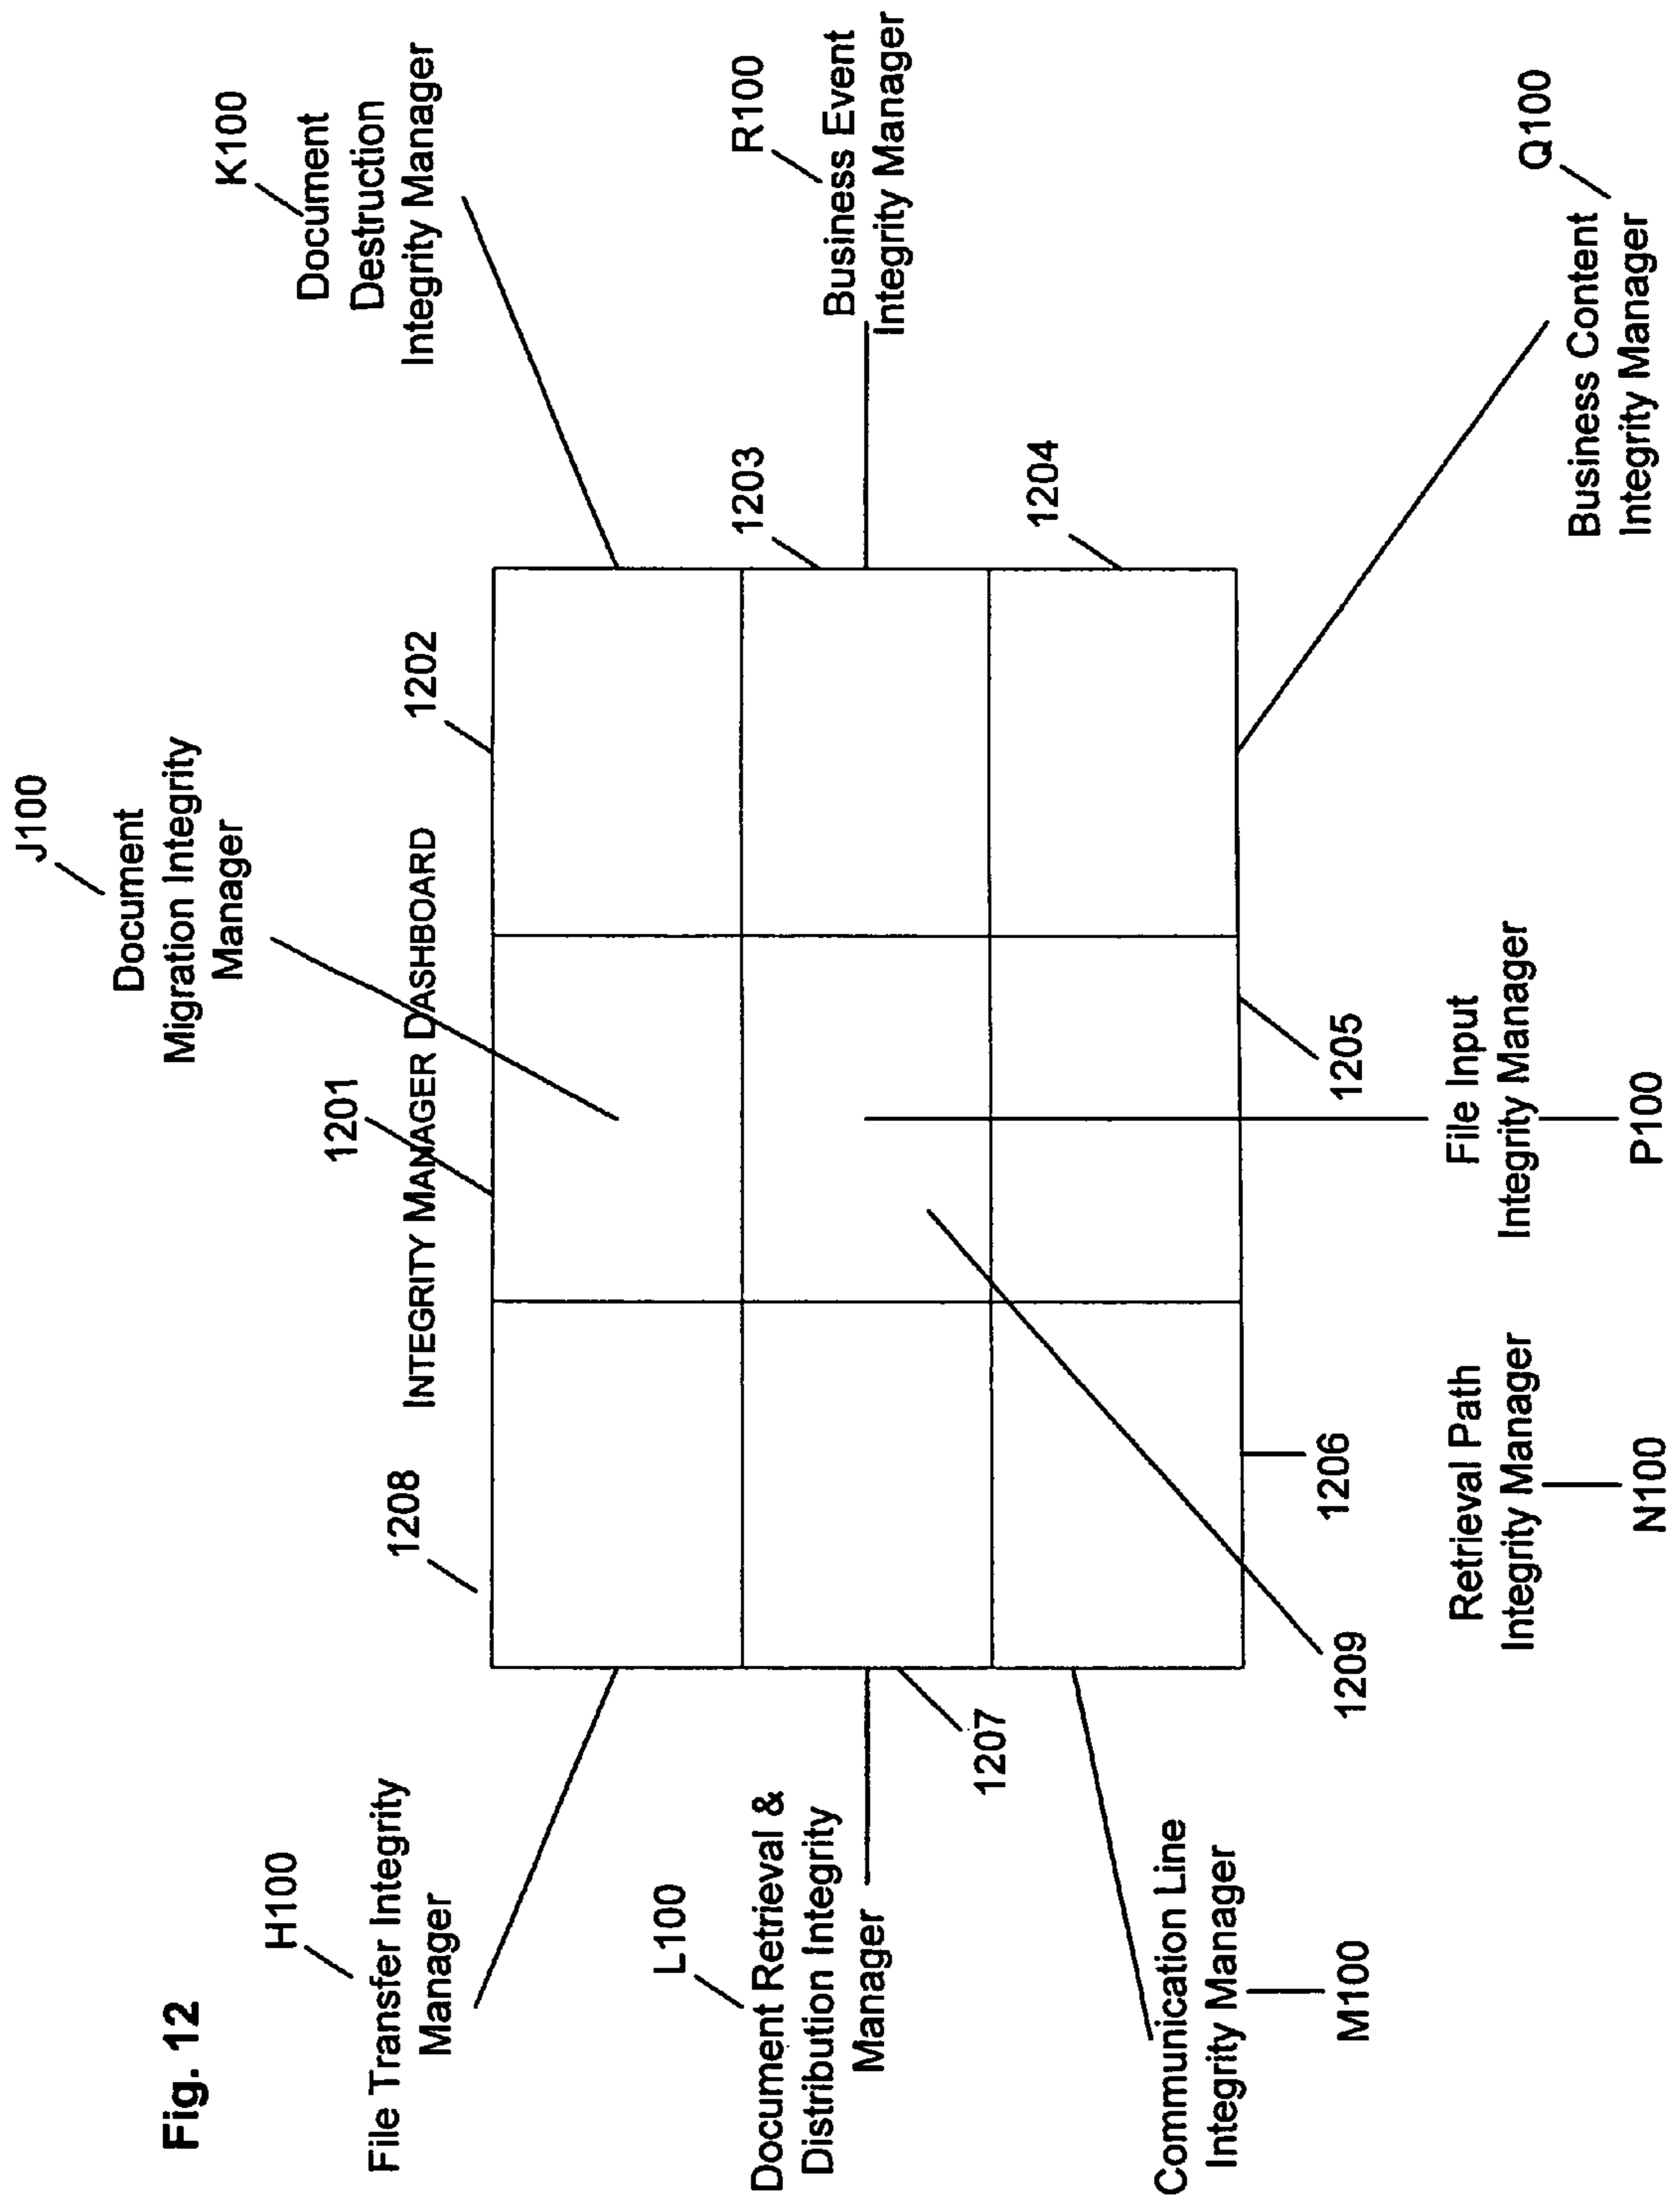 Fig. 12
J100
Document
Migration Integrity
Manager
K100
Document
Destruction
Integrity Manager
H100
File Transfer Integrity
Manager
1208
1201
INTEGRITY MANAGER DASHBOARD
1202
L100
Document Retrieval &
Distribution Integrity
Manager
1203
R100
Business Event
Integrity Manager
1207
1204
Communication Line
Integrity Manager
M100
1209
1206
1205
Retrieval Path
Integrity Manager
N100
File Input
Integrity Manager
P100
Q100
Business Content
Integrity Manager